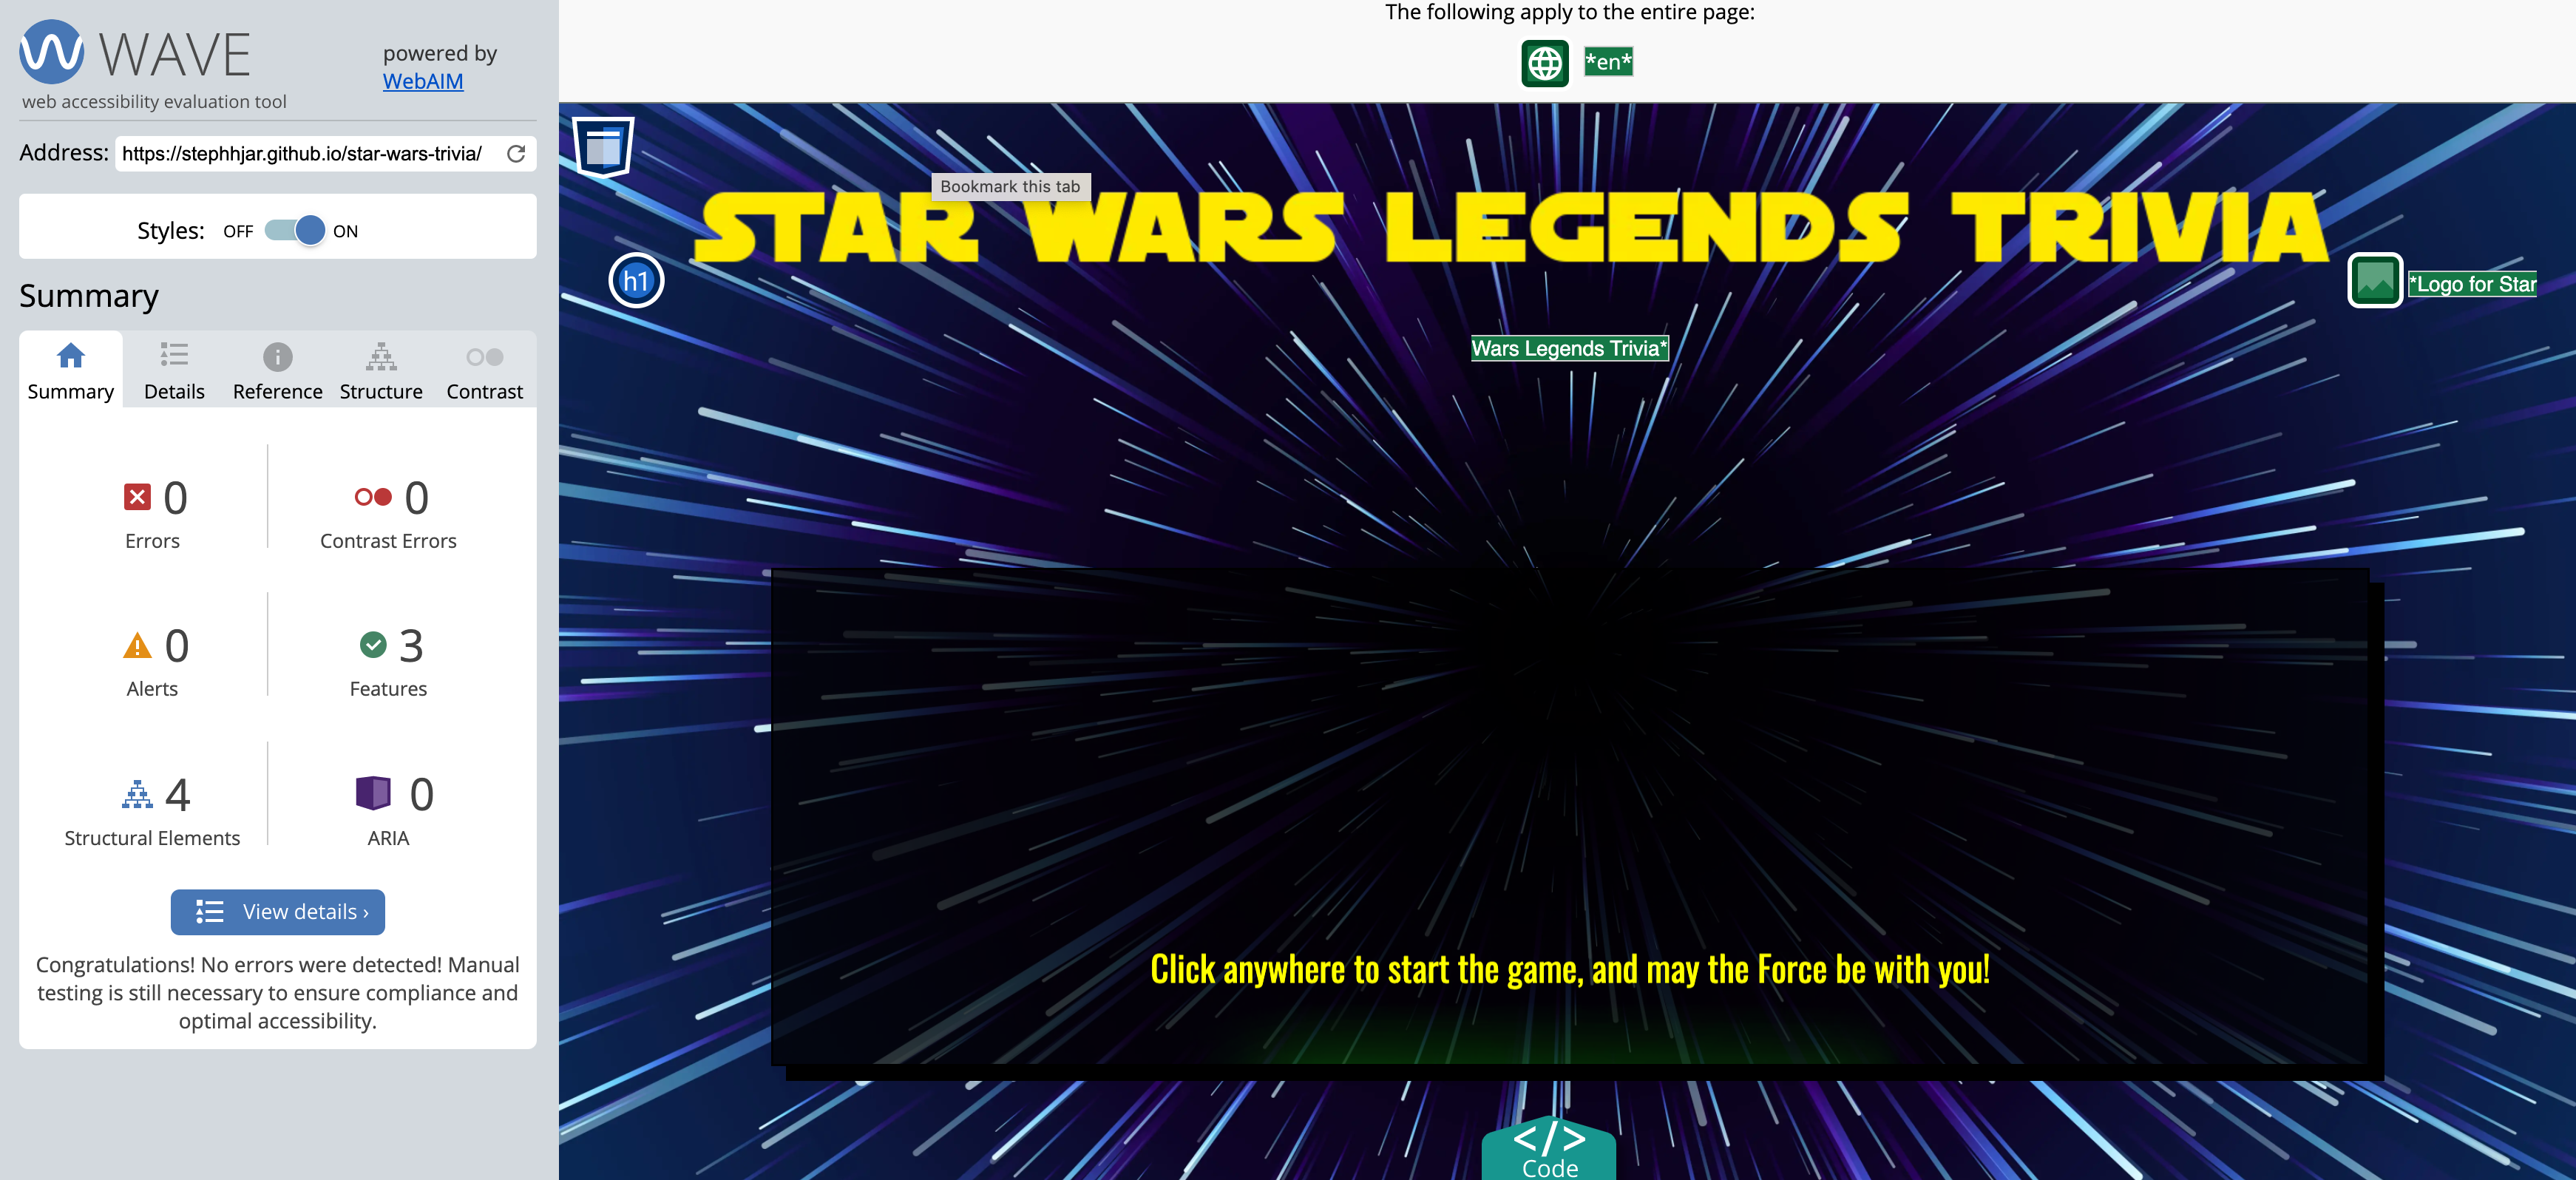 WAVE
powered by
WebAIM
web accessibility evaluation tool
Address: https://stephhjar.github.io/star-wars-trivia/
Styles: OFF ON
Summary
Summary Details Reference Structure Contrast
0
Errors
0
Contrast Errors
0
Alerts
3
Features
4
Structural Elements
0
ARIA
View details ›
Congratulations! No errors were detected! Manual
testing is still necessary to ensure compliance and
optimal accessibility.
The following apply to the entire page:
*en*
Bookmark this tab
STAR WARS LEGENDS TRIVIA
h1
*Logo for Star
Wars Legends Trivia*
Click anywhere to start the game, and may the Force be with you!
</>
Code